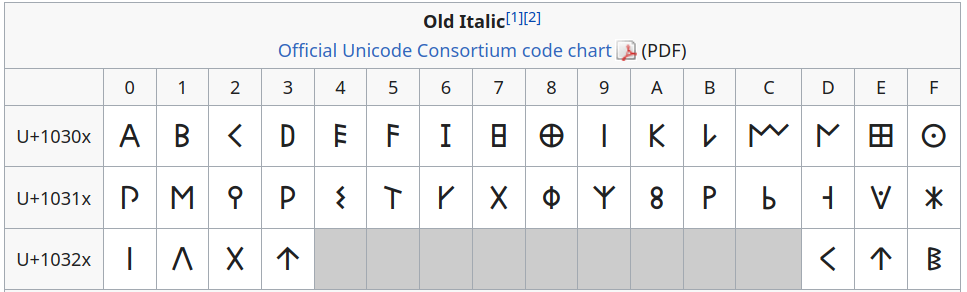 Old Italic[1][2]
Official Unicode Consortium code chart (PDF)
0 1 2 3 4 5 6 7 8 9 A B C D E F
U+1030x 𐌀 𐌁 𐌂 𐌃 𐌄 𐌅 𐌆 𐌇 𐌈 𐌉 𐌊 𐌋 𐌌 𐌍 𐌎 𐌏
U+1031x 𐌐 𐌑 𐌒 𐌓 𐌔 𐌕 𐌖 𐌗 𐌘 𐌙 𐌚 𐌛 𐌜 𐌝 𐌞 𐌟
U+1032x 𐌠 𐌡 𐌢 𐌣 𐌭 𐌮 𐌯